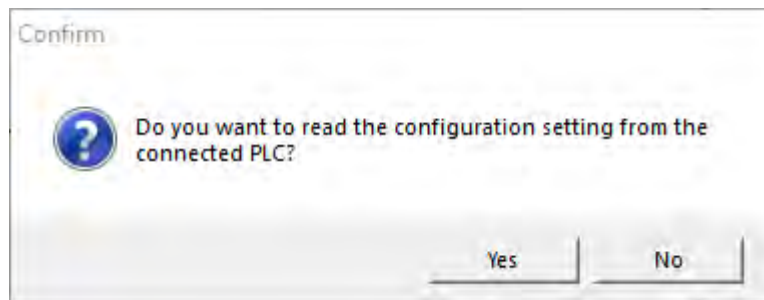 Confirm
Do you want to read the configuration setting from the
connected PLC?
Yes
No